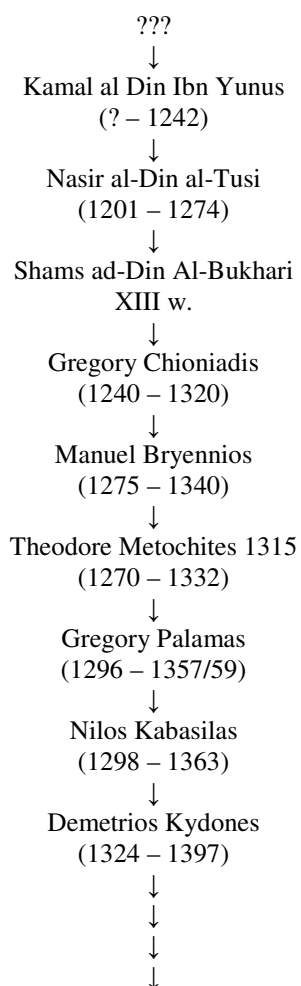 ???
↓
Kamal al Din Ibn Yunus
(? – 1242)
↓
Nasir al-Din al-Tusi
(1201 – 1274)
↓
Shams ad-Din Al-Bukhari
XIII w.
↓
Gregory Chioniadis
(1240 – 1320)
↓
Manuel Bryennios
(1275 – 1340)
↓
Theodore Metochites 1315
(1270 – 1332)
↓
Gregory Palamas
(1296 – 1357/59)
↓
Nilos Kabasilas
(1298 – 1363)
↓
Demetrios Kydones
(1324 – 1397)
↓
↓
↓
↓